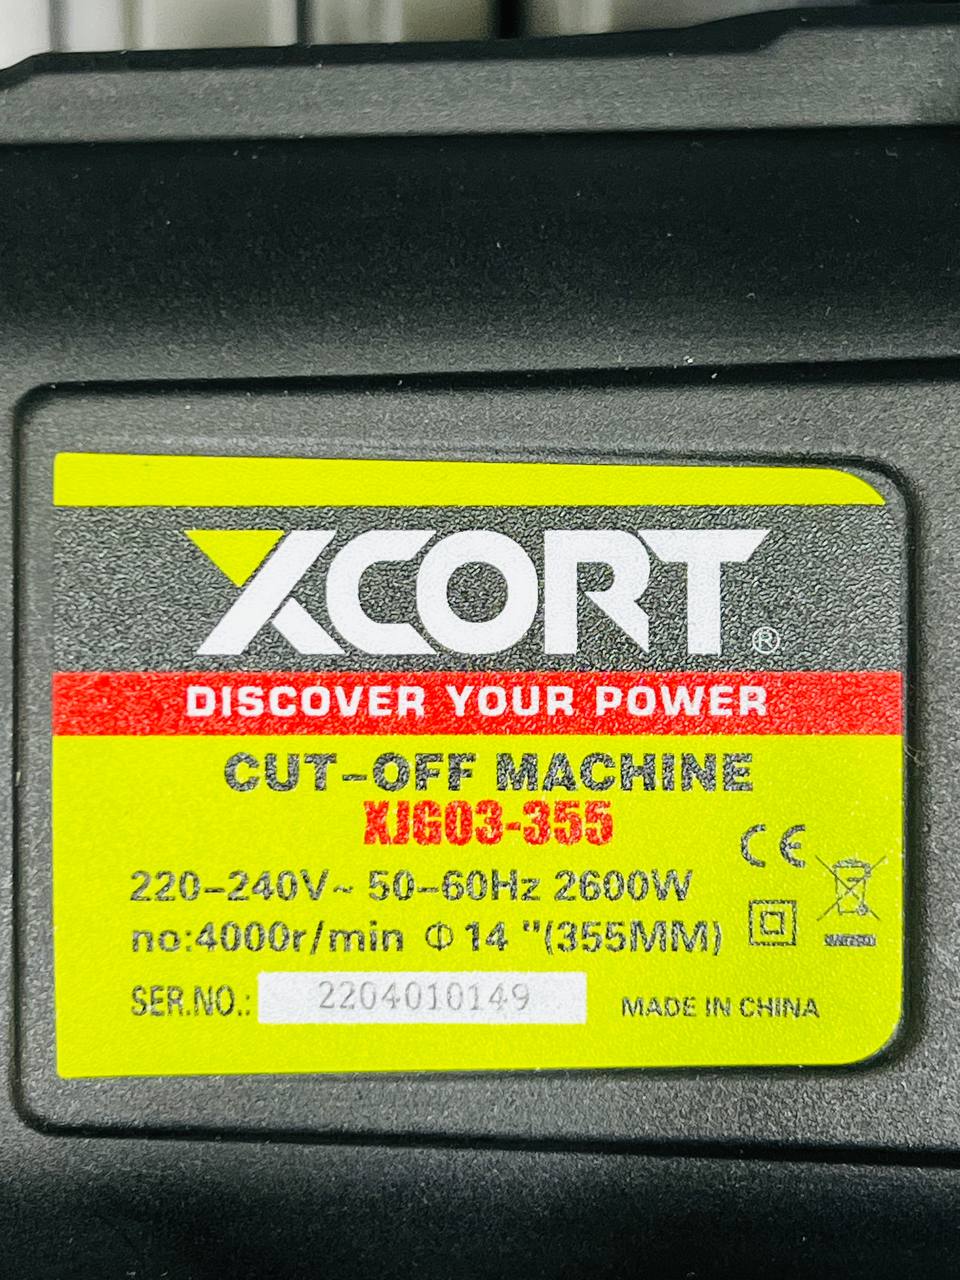 XCORT®
DISCOVER YOUR POWER
CUT-OFF MACHINE
XJG03-355
220-240V~ 50-60Hz 2600W
no:4000r/min Φ14 "(355MM)
SER.NO.: 2204010149
MADE IN CHINA
CE